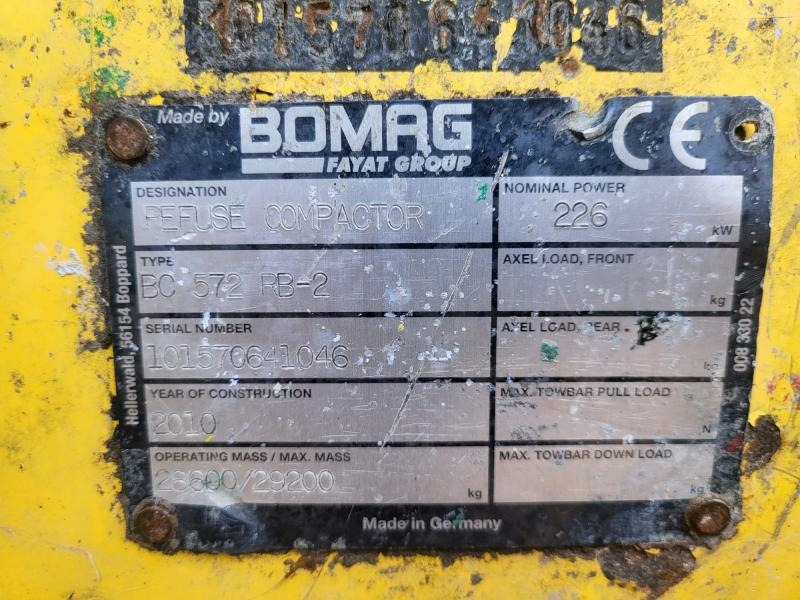 101570641046
Made by BOMAG
FAYAT GROUP
CE
DESIGNATION
REFUSE COMPACTOR
NOMINAL POWER
226 kW
TYPE
BC 572 RB-2
AXEL LOAD, FRONT
kg
SERIAL NUMBER
101570641046
AXEL LOAD, REAR
kg
YEAR OF CONSTRUCTION
2010
MAX. TOWBAR PULL LOAD
N
OPERATING MASS / MAX. MASS
28600/29200 kg
MAX. TOWBAR DOWN LOAD
kg
Made in Germany
Hellerwald, 56154 Boppard
008 330 22